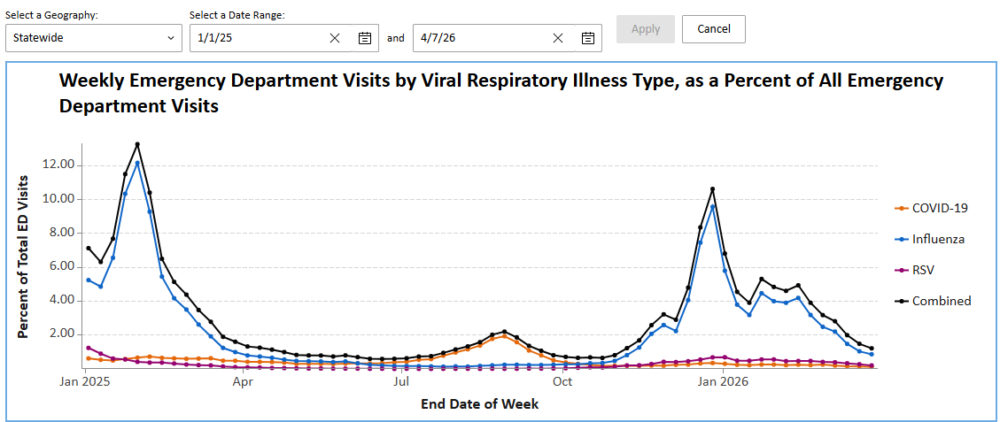 Select a Geography:
Select a Date Range:
Statewide
1/1/25
and
4/7/26
Apply
Cancel
Weekly Emergency Department Visits by Viral Respiratory Illness Type, as a Percent of All Emergency
Department Visits
Percent of Total ED Visits
12.00
10.00
8.00
6.00
4.00
2.00
Jan 2025
Apr
Jul
Oct
Jan 2026
End Date of Week
COVID-19
Influenza
RSV
Combined